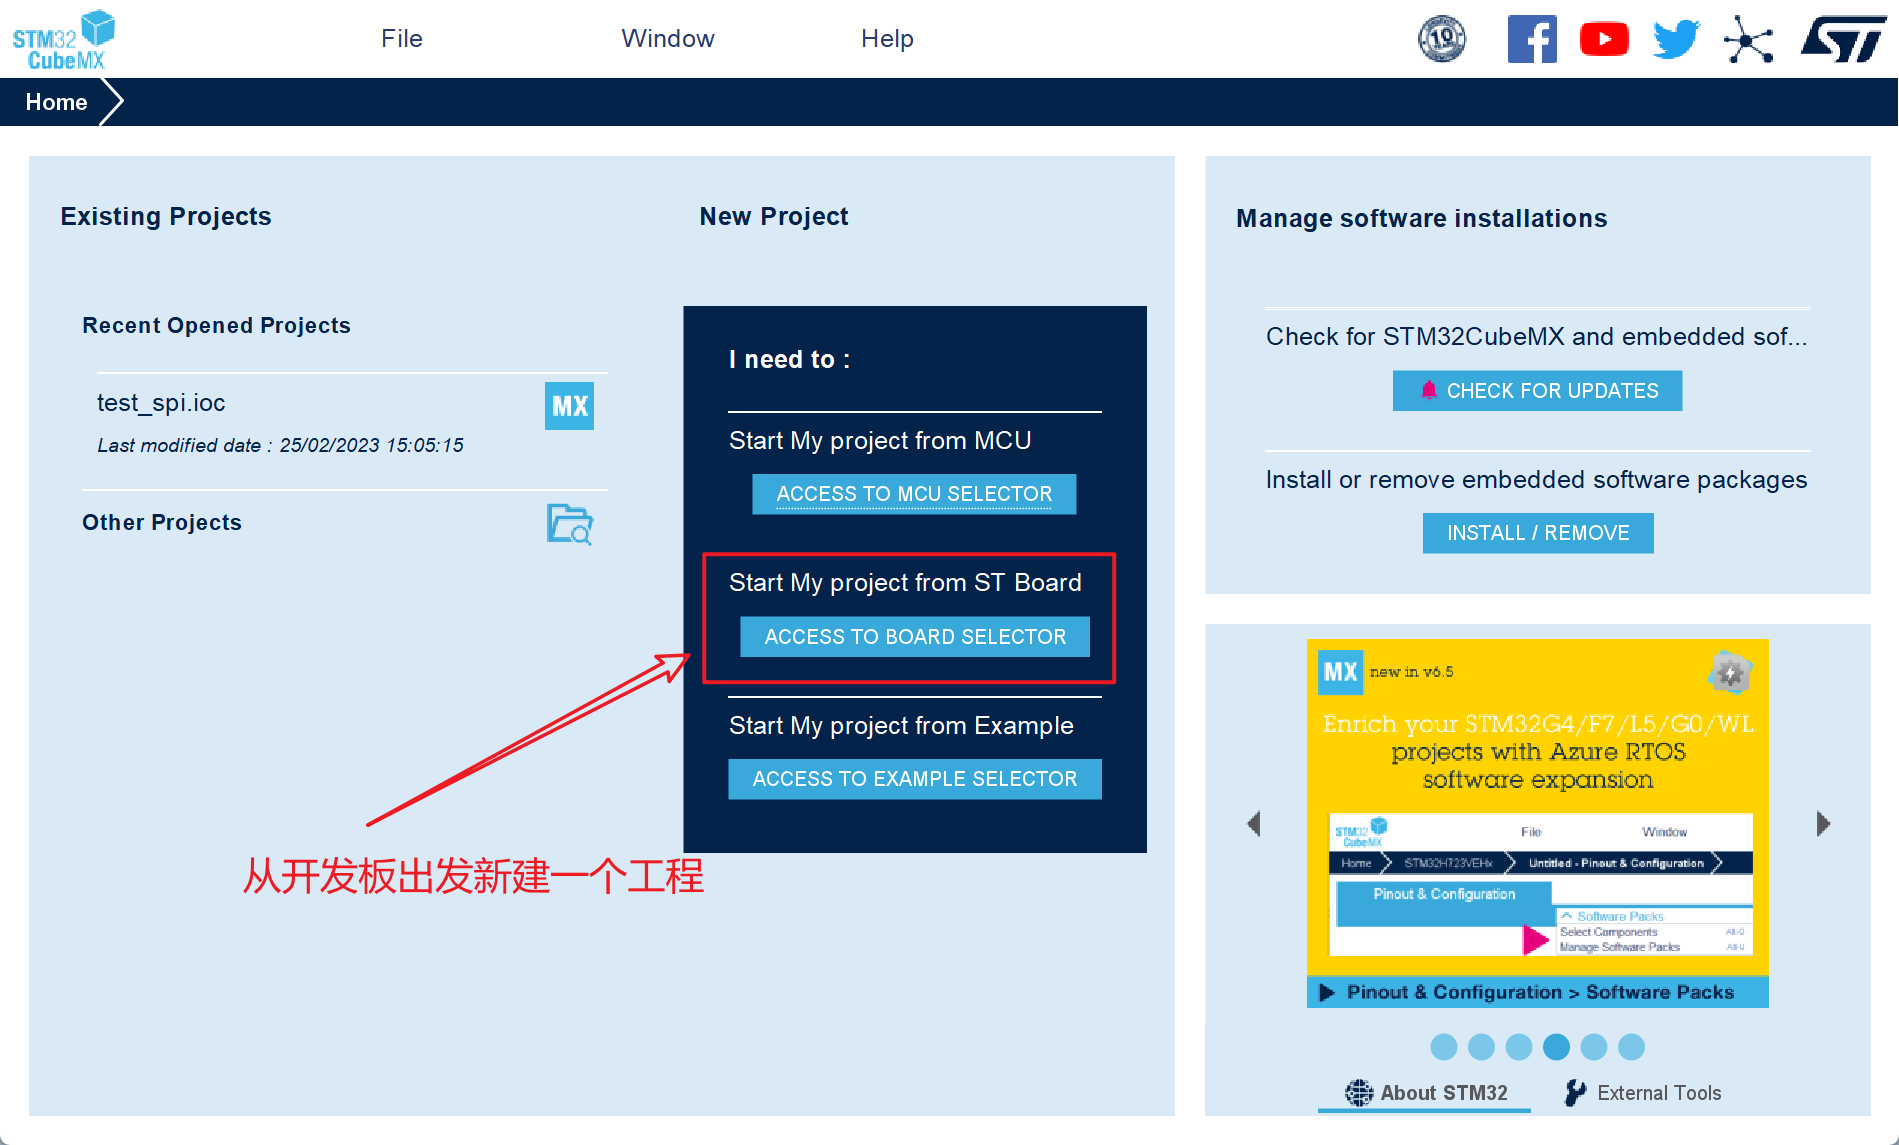 STM32
CubeMX
File
Window
Help
10
Home
Existing Projects
New Project
Manage software installations
Recent Opened Projects
test_spi.ioc
MX
Last modified date : 25/02/2023 15:05:15
Other Projects
I need to :
Start My project from MCU
ACCESS TO MCU SELECTOR
Start My project from ST Board
ACCESS TO BOARD SELECTOR
Start My project from Example
ACCESS TO EXAMPLE SELECTOR
从开发板出发新建一个工程
Check for STM32CubeMX and embedded sof...
CHECK FOR UPDATES
Install or remove embedded software packages
INSTALL / REMOVE
MX new in v6.5
Enrich your STM32G4/F7/L5/G0/WL
projects with Azure RTOS
software expansion
STM32
CubeMX
File
Window
Home
STM32H723VEHx
Untitled - Pinout & Configuration
Pinout & Configuration
Software Packs
Select Components
Manage Software Packs
Pinout & Configuration > Software Packs
About STM32
External Tools